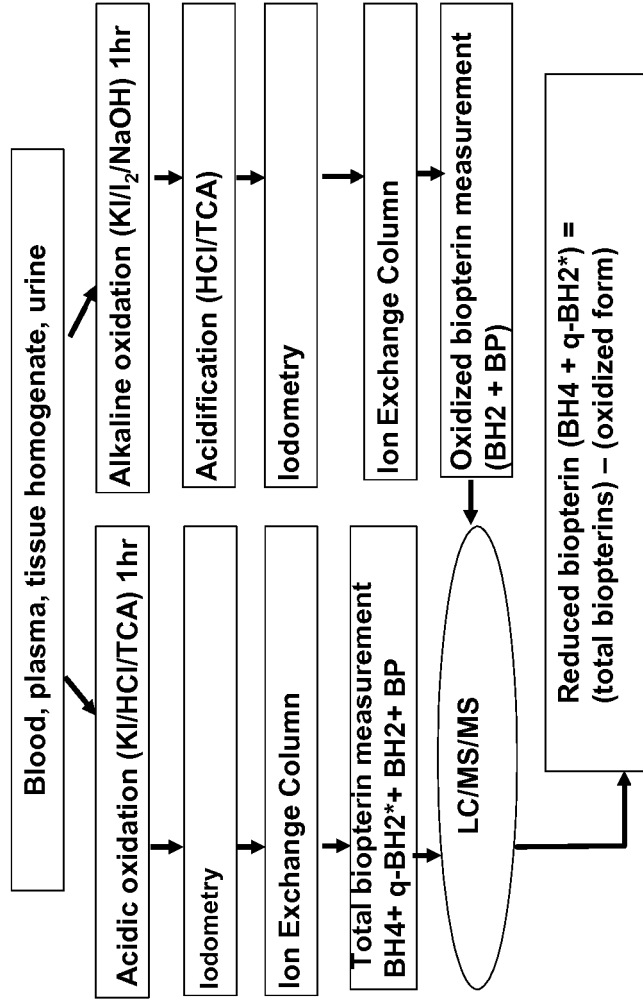 Blood, plasma, tissue homogenate, urine
Acidic oxidation (KI/HCl/TCA) 1hr
Iodometry
Ion Exchange Column
Total biopterin measurement
BH4+ q-BH2*+ BH2+ BP
Alkaline oxidation (KI/I₂/NaOH) 1hr
Acidification (HCl/TCA)
Iodometry
Ion Exchange Column
Oxidized biopterin measurement
(BH2 + BP)
LC/MS/MS
Reduced biopterin (BH4 + q-BH2*) =
(total biopterins) – (oxidized form)